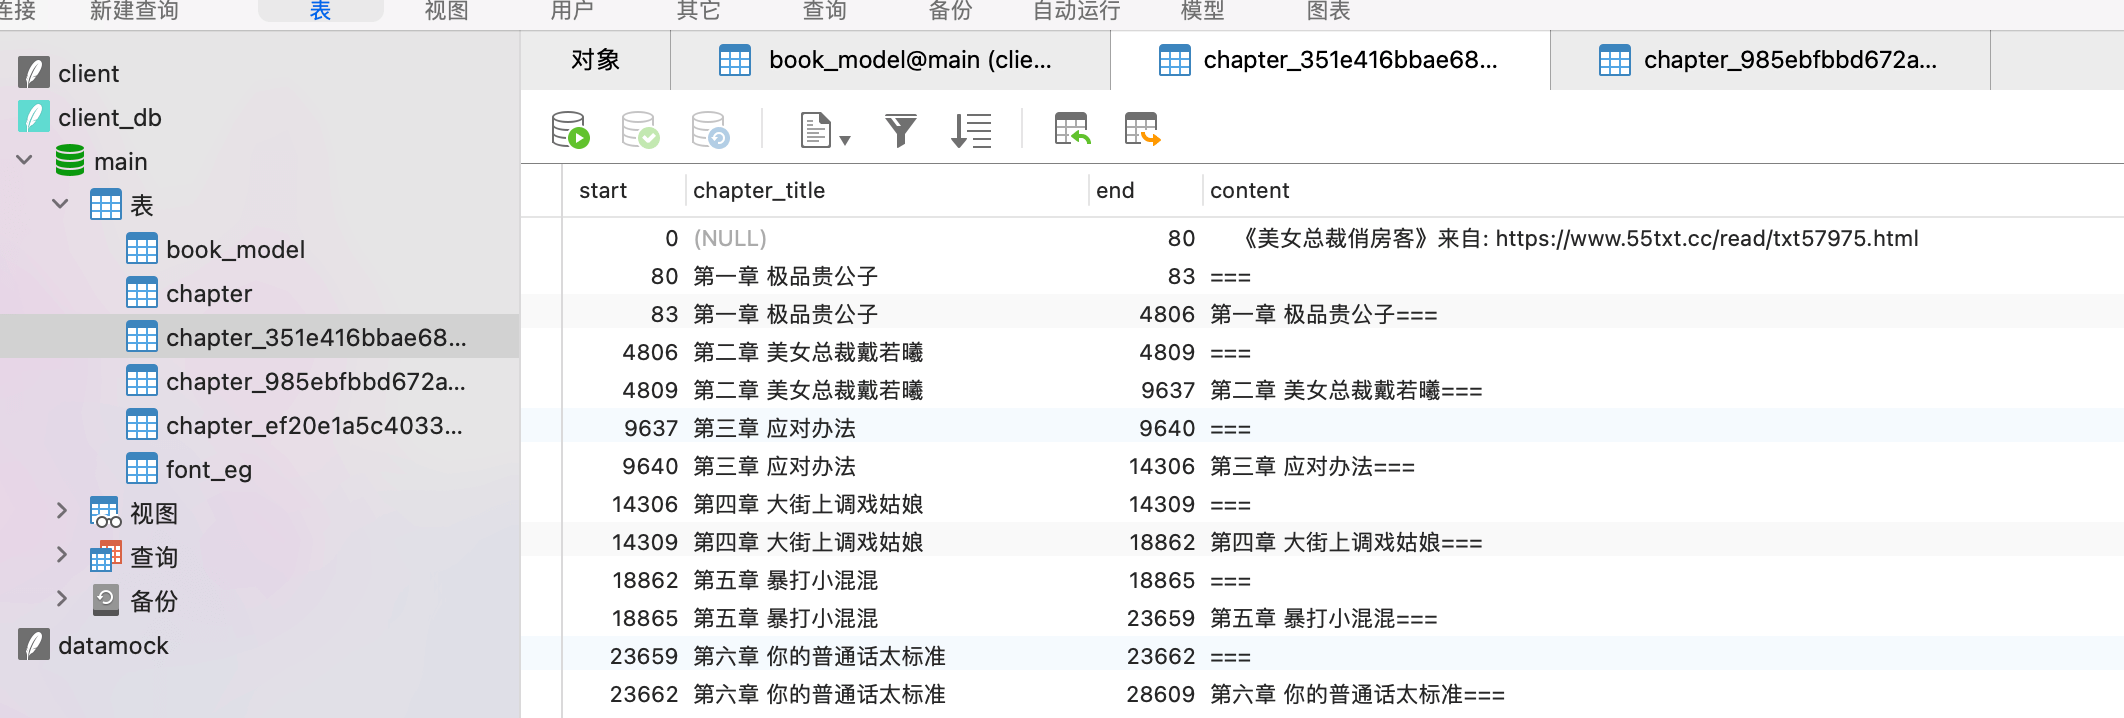 连接 新建查询 表 视图 用户 其它 查询 备份 自动运行 模型 图表
client
client_db
main
表
book_model
chapter
chapter_351e416bbae68...
chapter_985ebfbbd672a...
chapter_ef20e1a5c4033...
font_eg
视图
查询
备份
datamock
对象 book_model@main (clie... chapter_351e416bbae68... chapter_985ebfbbd672a...
start chapter_title end content
0 (NULL) 80 《美女总裁俏房客》来自: https://www.55txt.cc/read/txt57975.html
80 第一章 极品贵公子 83 ===
83 第一章 极品贵公子 4806 第一章 极品贵公子===
4806 第二章 美女总裁戴若曦 4809 ===
4809 第二章 美女总裁戴若曦 9637 第二章 美女总裁戴若曦===
9637 第三章 应对办法 9640 ===
9640 第三章 应对办法 14306 第三章 应对办法===
14306 第四章 大街上调戏姑娘 14309 ===
14309 第四章 大街上调戏姑娘 18862 第四章 大街上调戏姑娘===
18862 第五章 暴打小混混 18865 ===
18865 第五章 暴打小混混 23659 第五章 暴打小混混===
23659 第六章 你的普通话太标准 23662 ===
23662 第六章 你的普通话太标准 28609 第六章 你的普通话太标准===